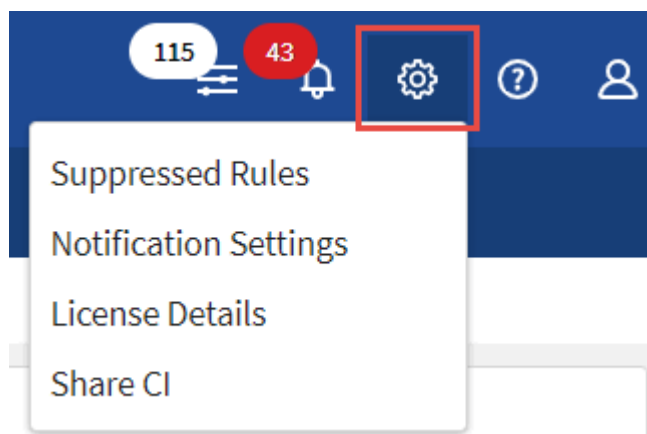 115 43
Suppressed Rules
Notification Settings
License Details
Share CI